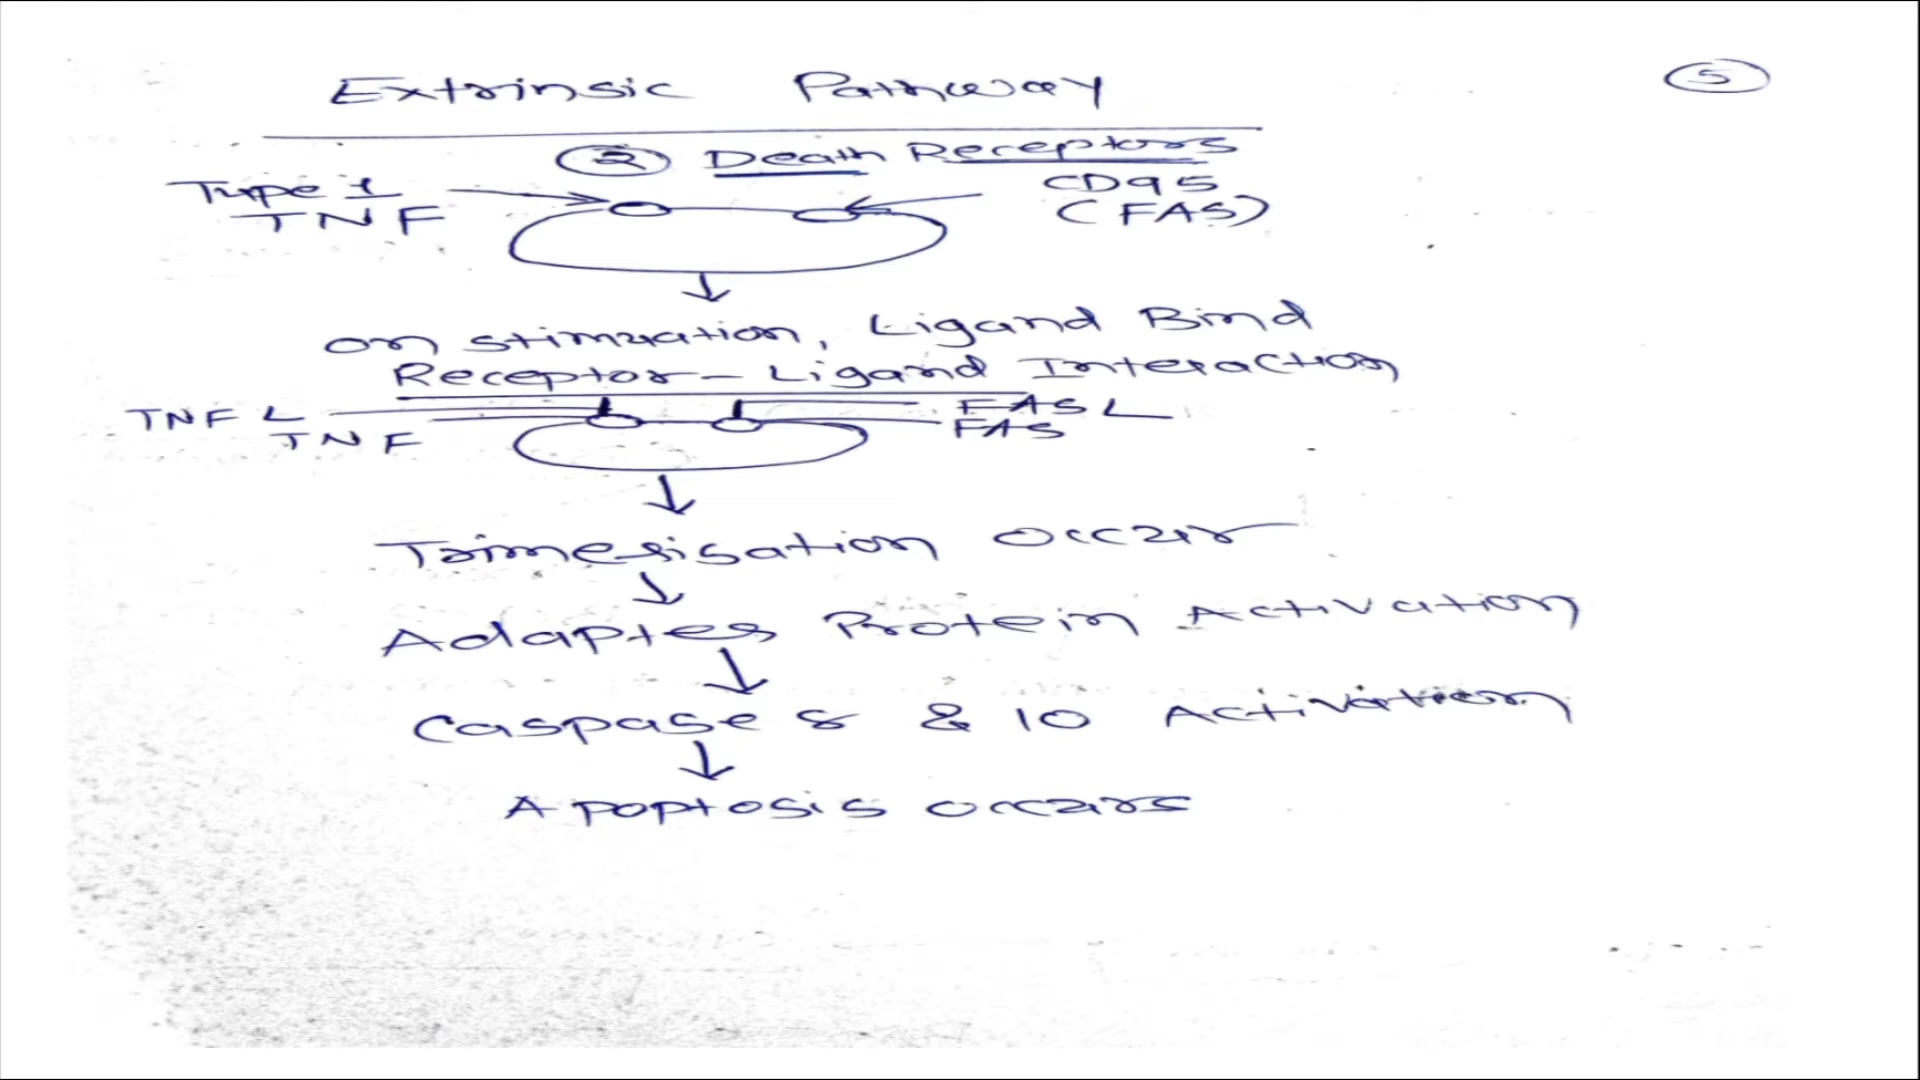 Extrinsic Pathway
5
2 Death Receptors
Type 1
TNF
CD95
(FAS)
on stimulation, Ligand Bind
Receptor - Ligand Interaction
TNF L
TNF
FAS L
FAS
Trimerisation occur
Adapter Protein Activation
Caspase 8 & 10 Activation
Apoptosis occurs